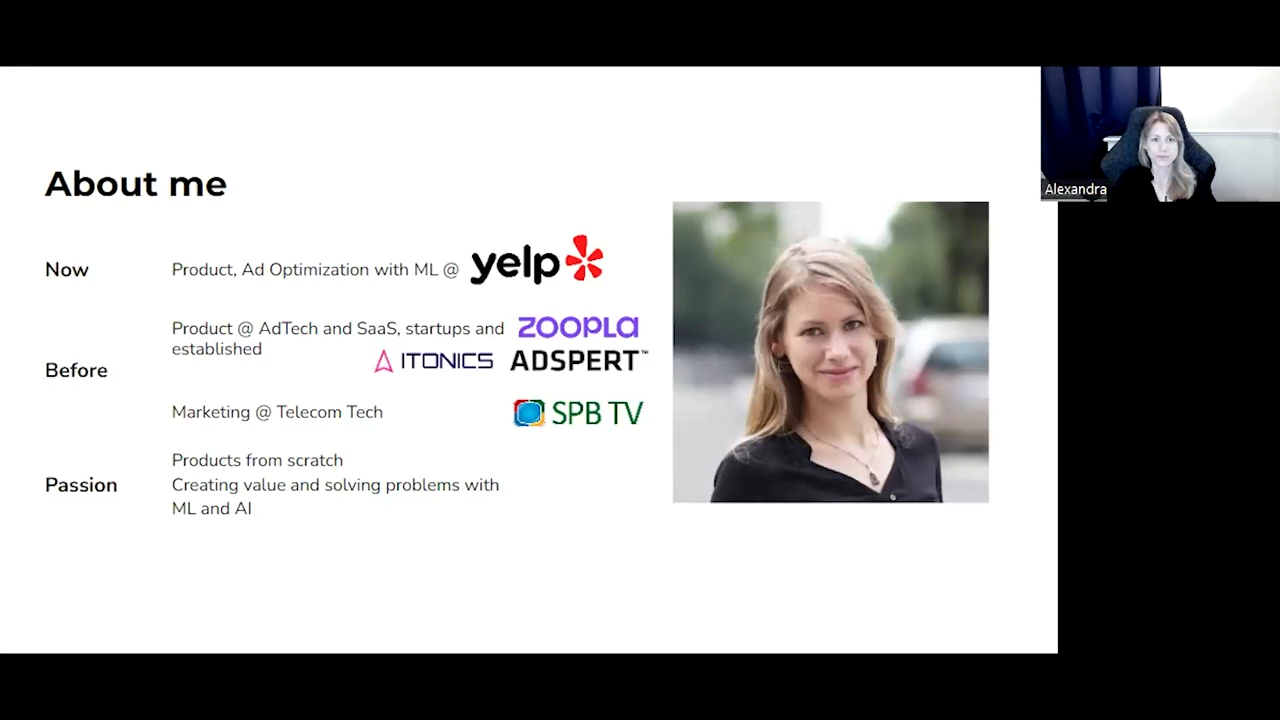 About me
Now
Product, Ad Optimization with ML @ yelp
Before
Product @ AdTech and SaaS, startups and
established
ZOOPLA
ITONICS ADSPERT™
Marketing @ Telecom Tech
SPB TV
Passion
Products from scratch
Creating value and solving problems with
ML and AI
Alexandra